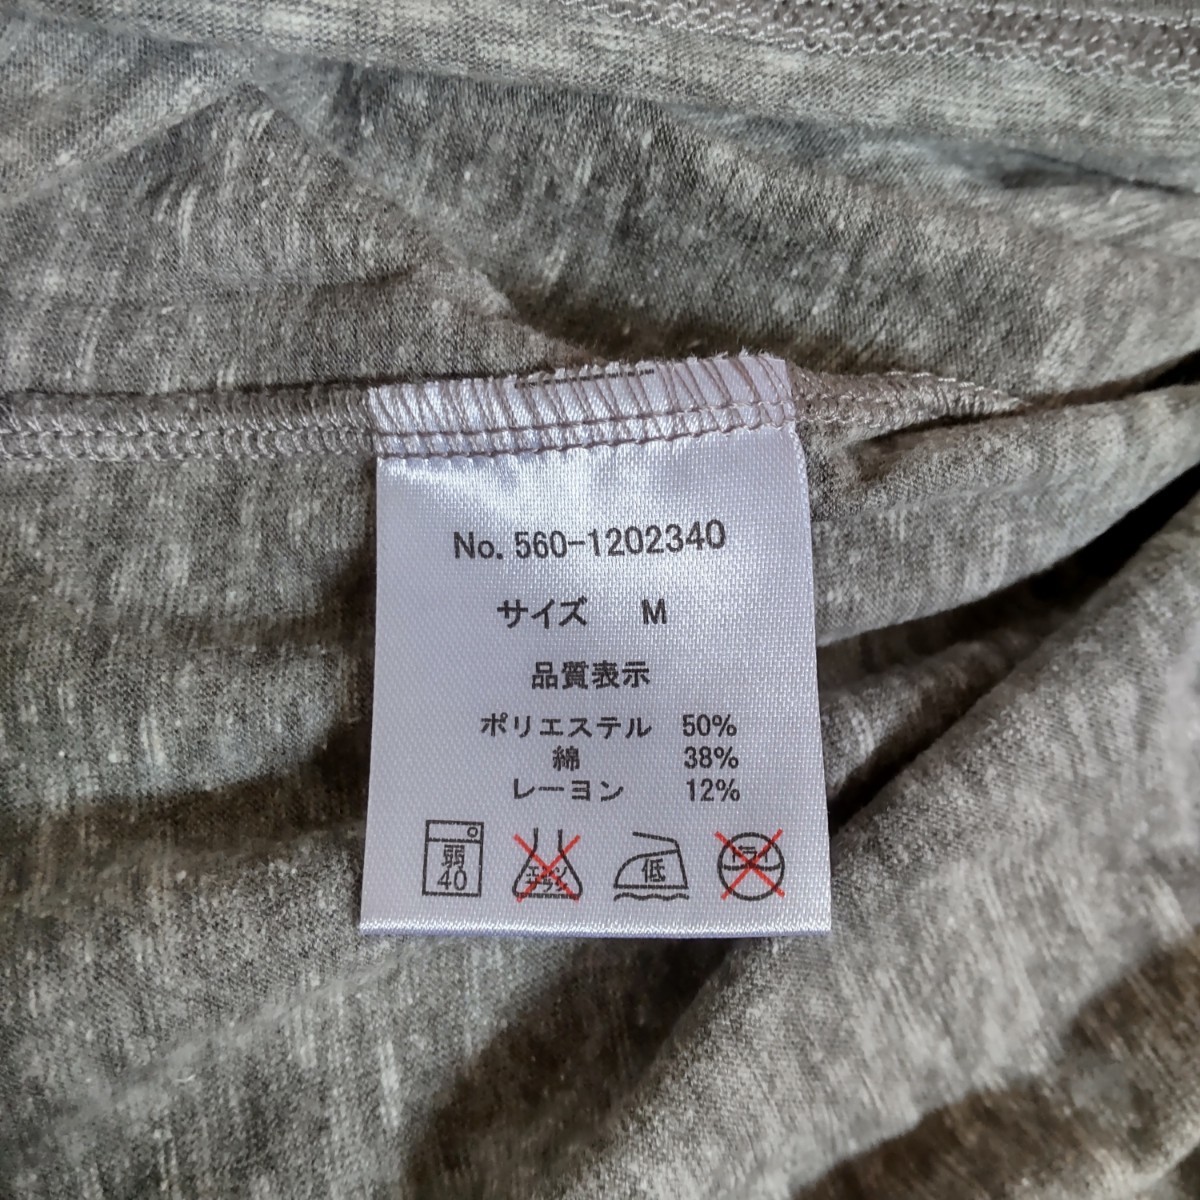 No. 560-1202340
サイズ M
品質表示
ポリエステル 50%
綿 38%
レーヨン 12%
弱 低
40